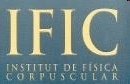 IFIC
INSTITUT DE FÍSICA
CORPUSCULAR